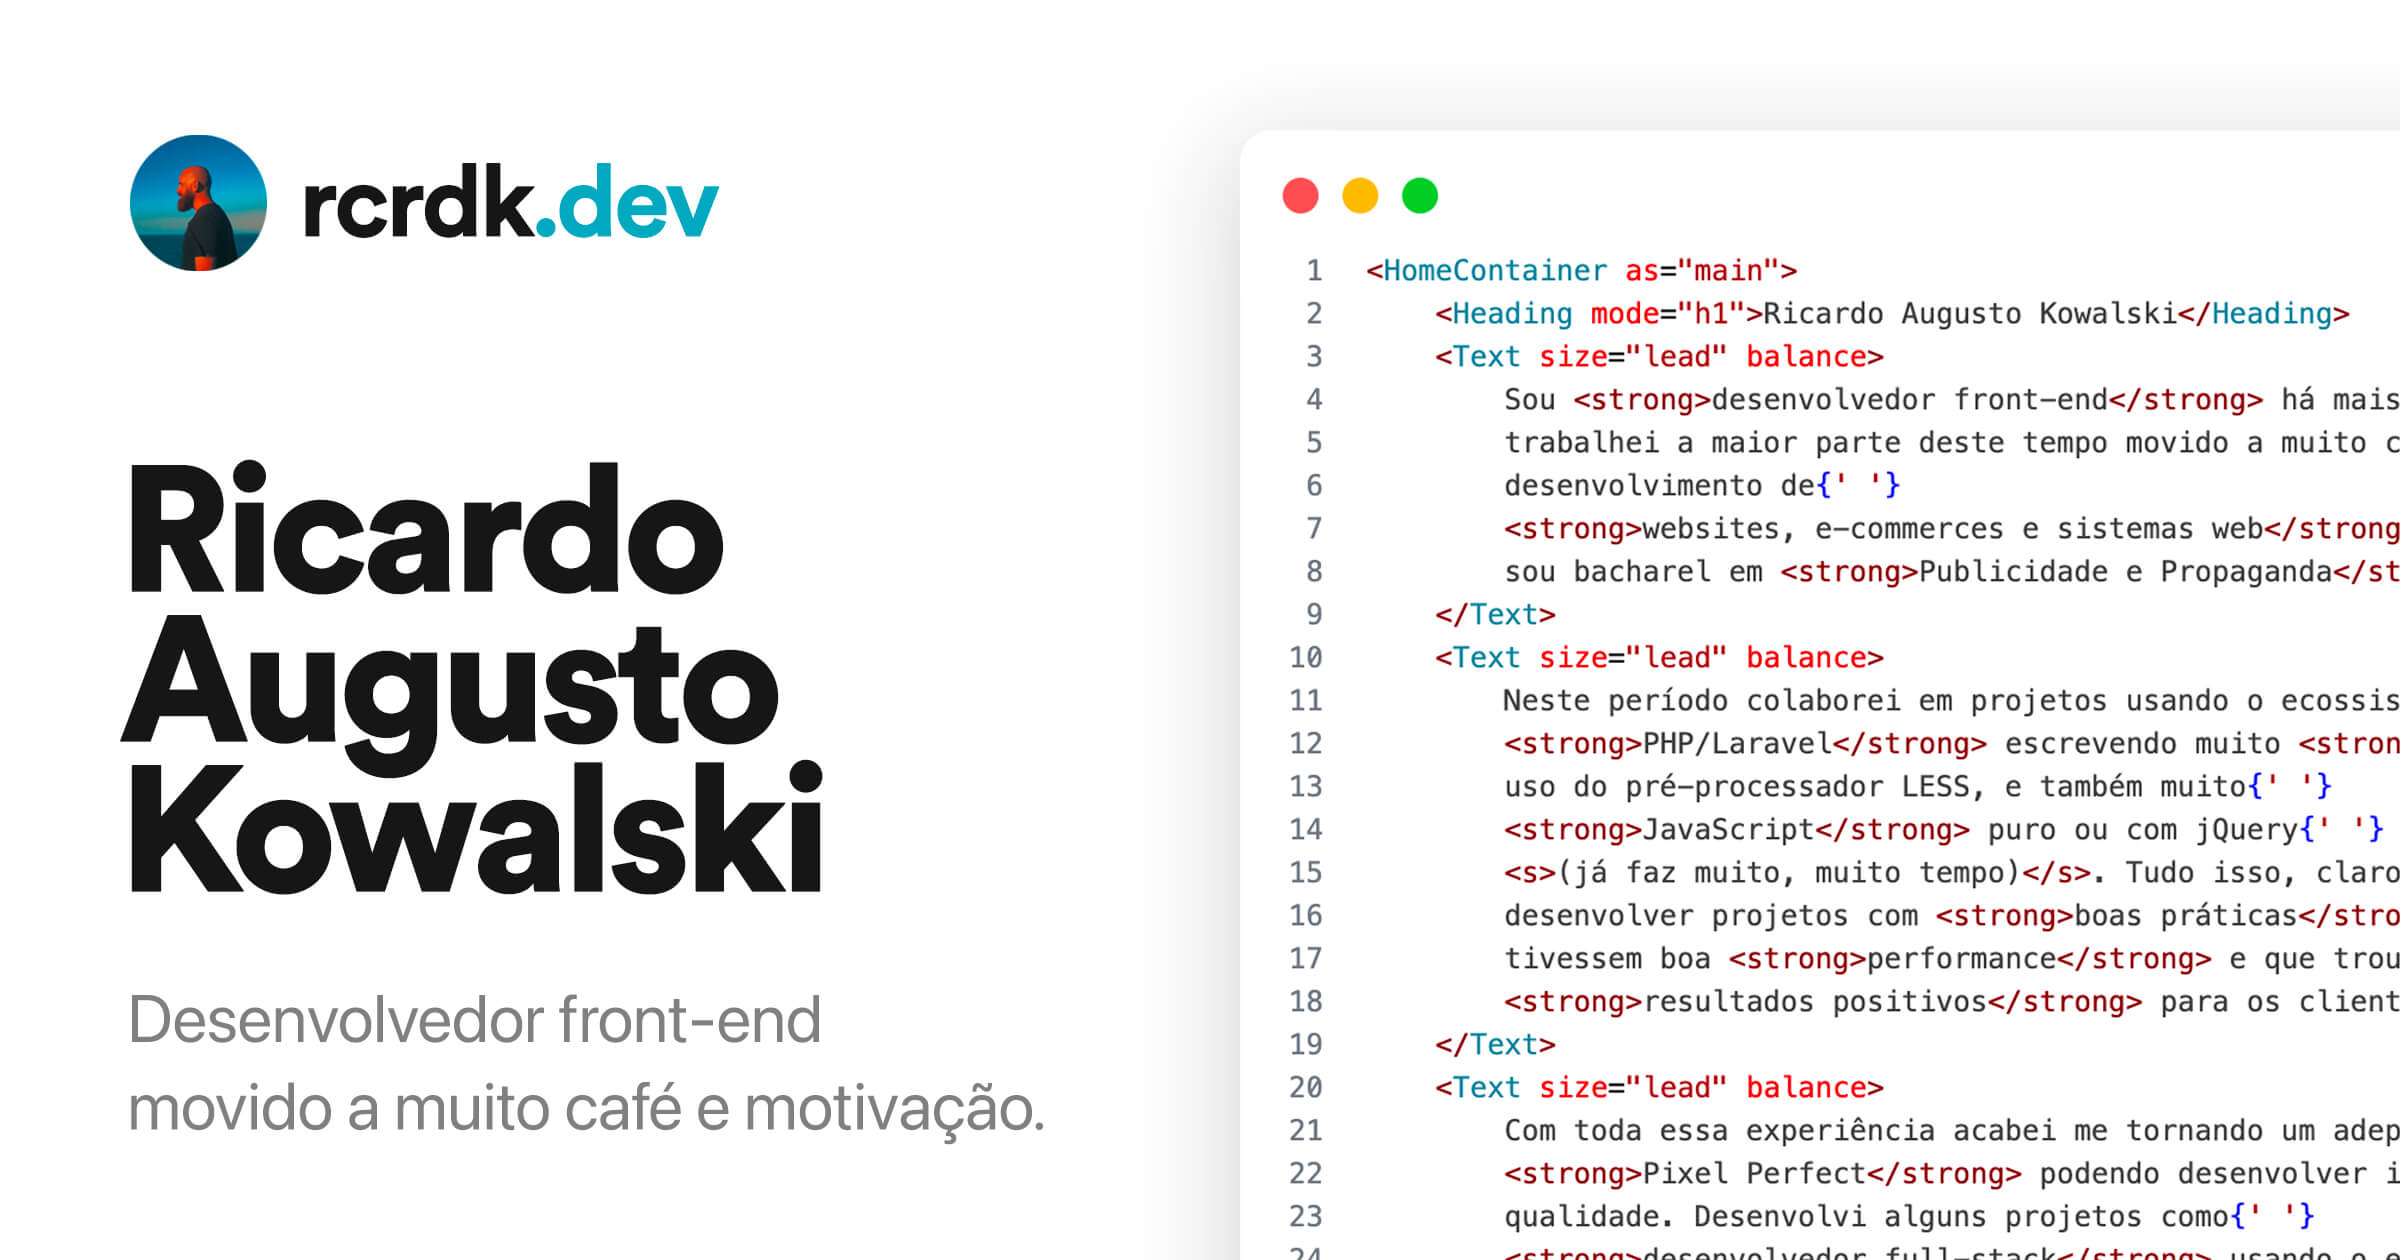 rcrdk.dev
Ricardo
Augusto
Kowalski
Desenvolvedor front-end
movido a muito café e motivação.
1 <HomeContainer as="main">
2 <Heading mode="h1">Ricardo Augusto Kowalski</Heading>
3 <Text size="lead" balance>
4 Sou <strong>desenvolvedor front-end</strong> há mais
5 trabalhei a maior parte deste tempo movido a muito c
6 desenvolvimento de{' '}
7 <strong>websites, e-commerces e sistemas web</strong
8 sou bacharel em <strong>Publicidade e Propaganda</st
9 </Text>
10 <Text size="lead" balance>
11 Neste período colaborei em projetos usando o ecossis
12 <strong>PHP/Laravel</strong> escrevendo muito <stron
13 uso do pré-processador LESS, e também muito{' '}
14 <strong>JavaScript</strong> puro ou com jQuery{' '}
15 <s>(já faz muito, muito tempo)</s>. Tudo isso, claro
16 desenvolver projetos com <strong>boas práticas</stro
17 tivessem boa <strong>performance</strong> e que trou
18 <strong>resultados positivos</strong> para os client
19 </Text>
20 <Text size="lead" balance>
21 Com toda essa experiência acabei me tornando um adep
22 <strong>Pixel Perfect</strong> podendo desenvolver i
23 qualidade. Desenvolvi alguns projetos como{' '}
24 <strong>desenvolvedor full-stack</strong> usando o e